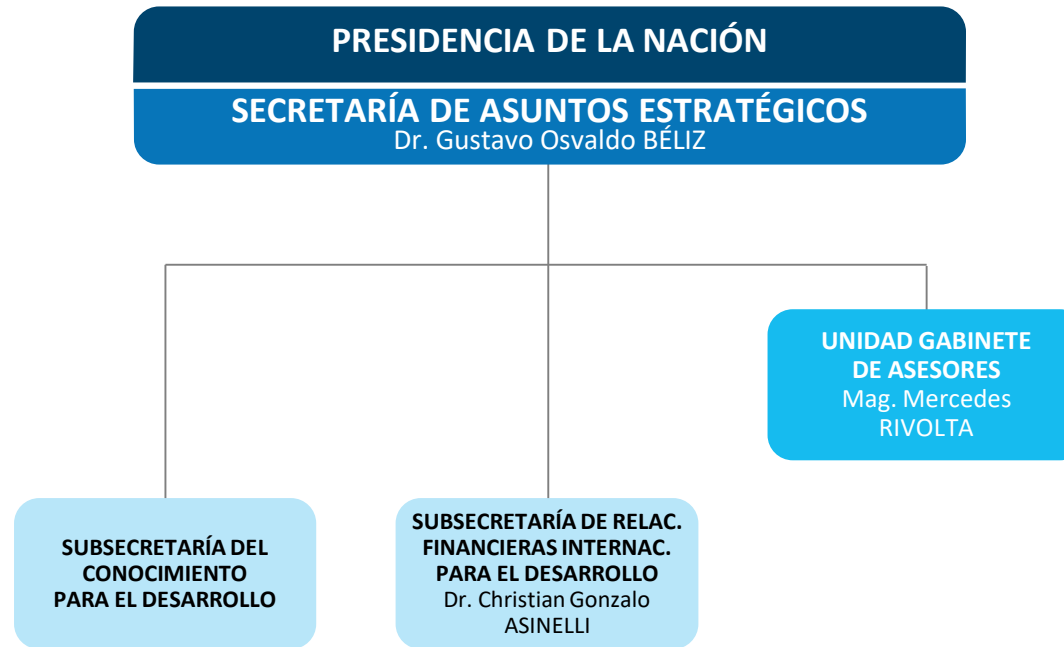 PRESIDENCIA DE LA NACIÓN
SECRETARÍA DE ASUNTOS ESTRATÉGICOS
Dr. Gustavo Osvaldo BÉLIZ
UNIDAD GABINETE
DE ASESORES
Mag. Mercedes
RIVOLTA
SUBSECRETARÍA DEL
CONOCIMIENTO
PARA EL DESARROLLO
SUBSECRETARÍA DE RELAC.
FINANCIERAS INTERNAC.
PARA EL DESARROLLO
Dr. Christian Gonzalo
ASINELLI